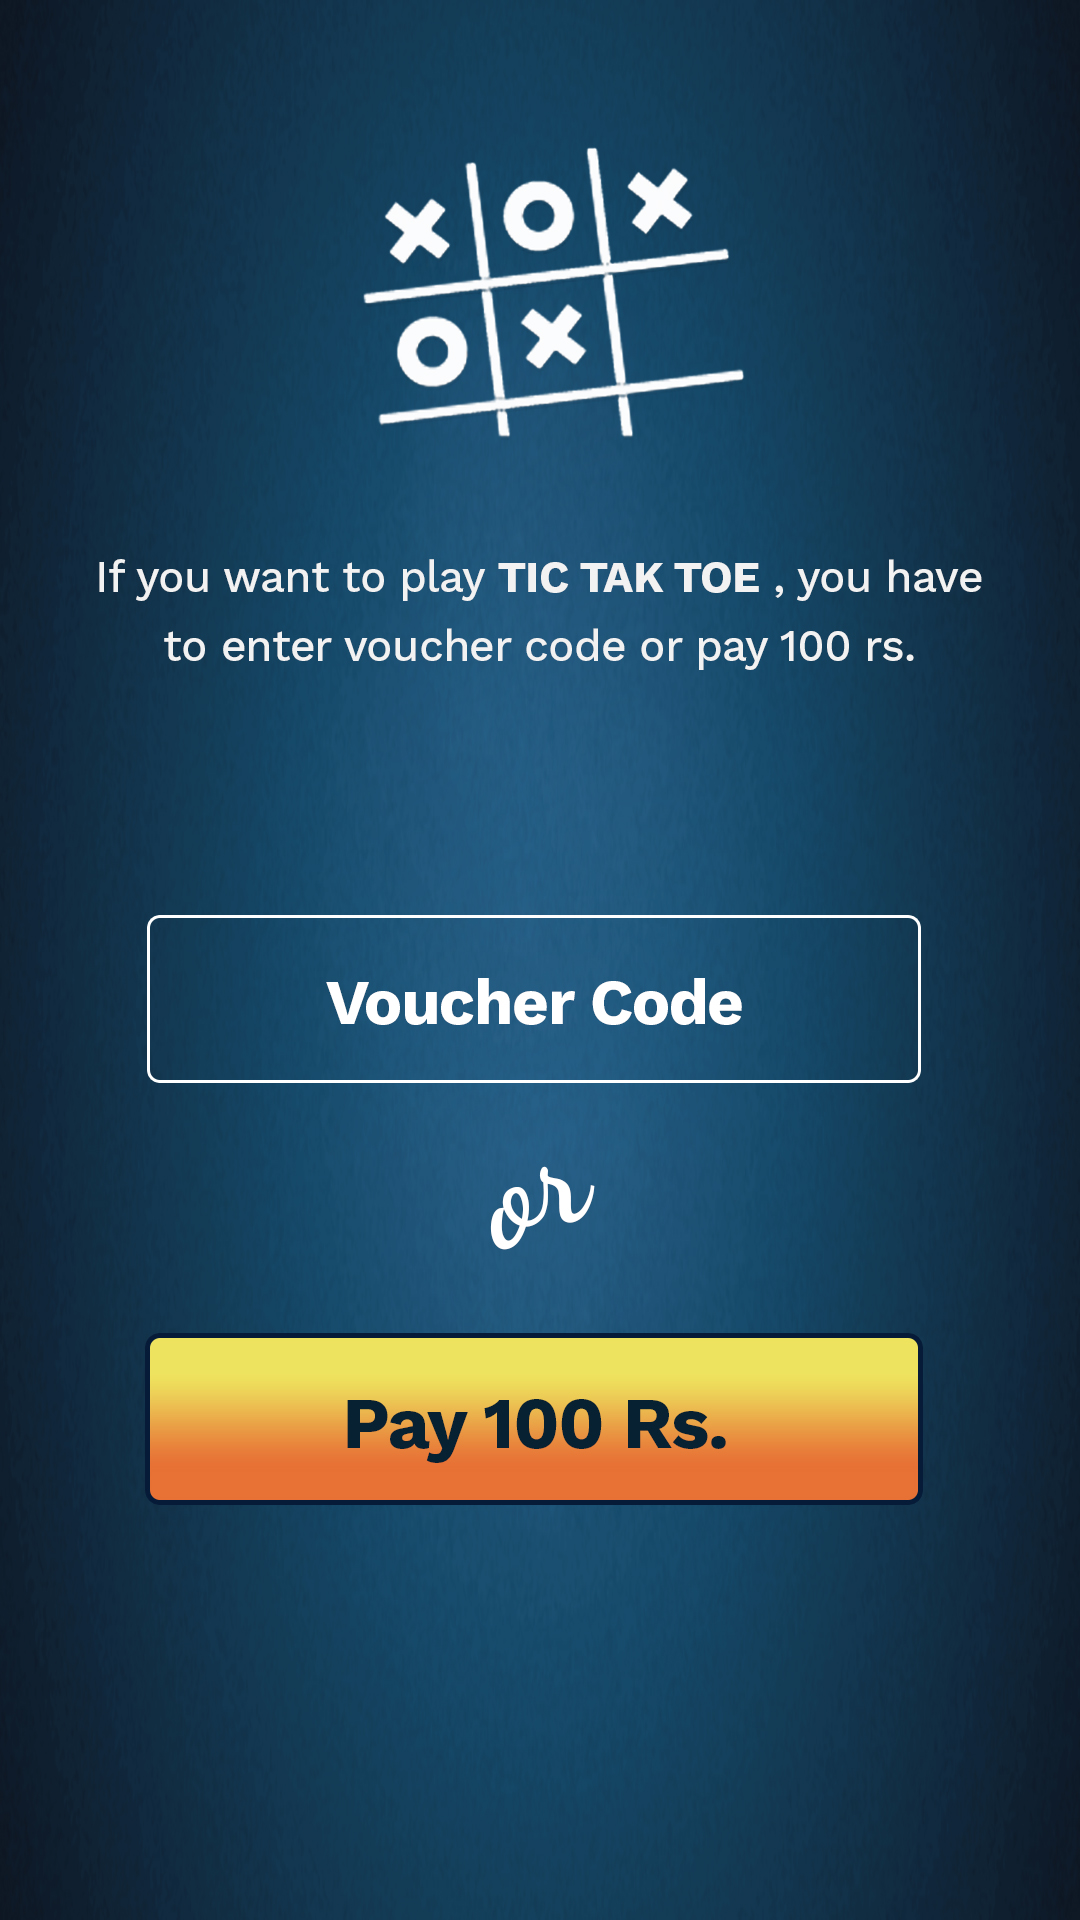 If you want to play TIC TAK TOE , you have
to enter voucher code or pay 100 rs.
Voucher Code
or
Pay 100 Rs.